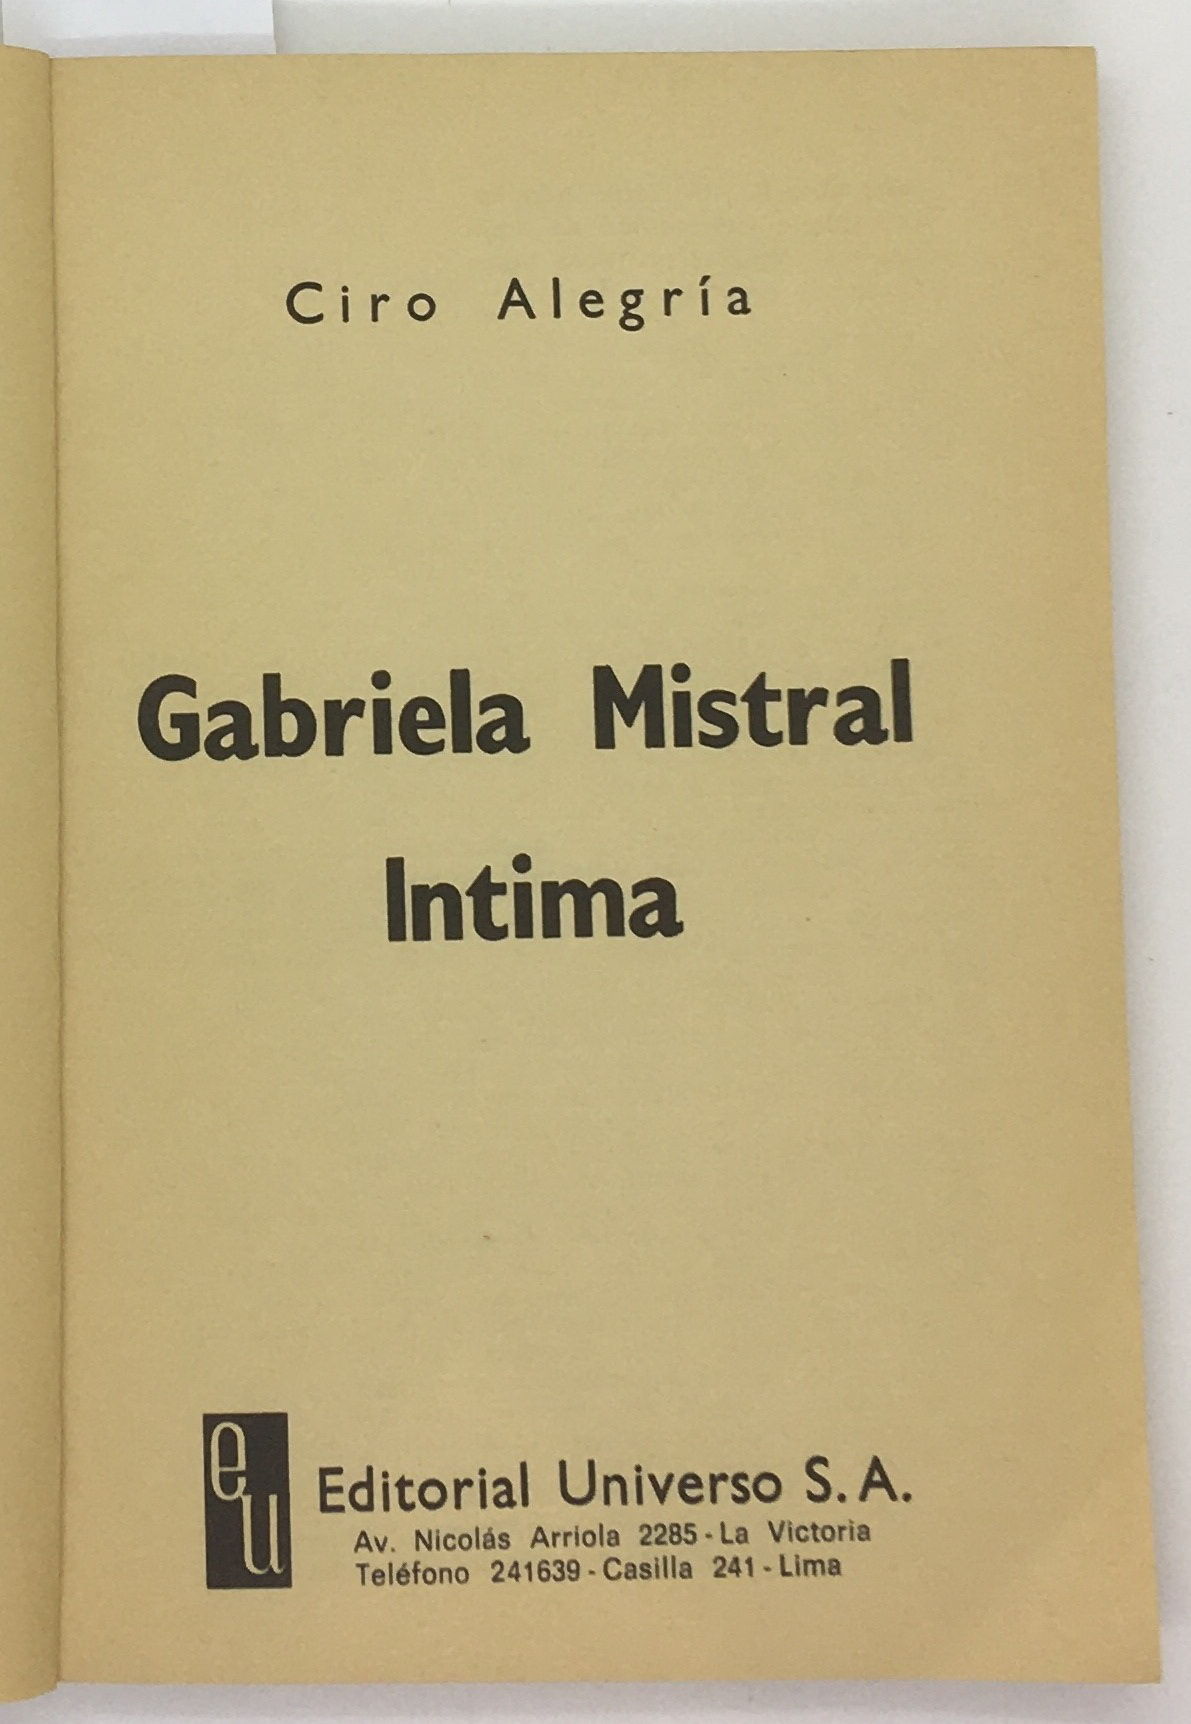 Ciro Alegría
Gabriela Mistral
Intima
eu
Editorial Universo S.A.
Av. Nicolás Arriola 2285 - La Victoria
Teléfono 241639 - Casilla 241 - Lima